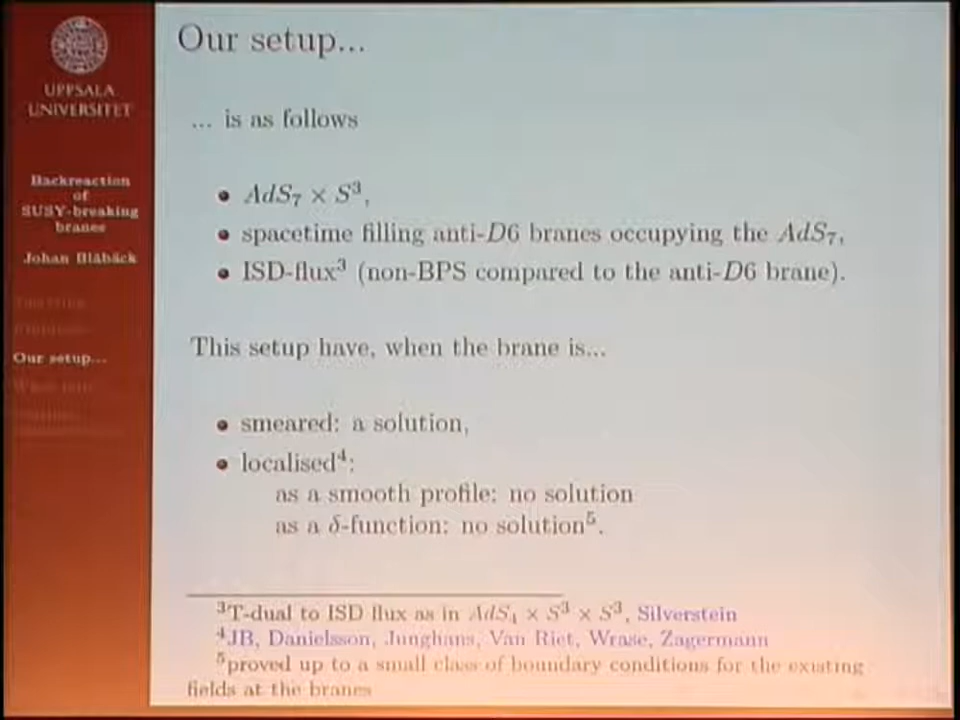 Our setup...
UPPSALA
UNIVERSITET
... is as follows
Backreaction
of
SUSY-breaking
branes
Johan Blåbäck
Our setup...
• AdS₇ × S³,
• spacetime filling anti-D6 branes occupying the AdS₇,
• ISD-flux³ (non-BPS compared to the anti-D6 brane).
This setup have, when the brane is...
• smeared: a solution,
• localised⁴:
as a smooth profile: no solution
as a δ-function: no solution⁵.
³T-dual to ISD flux as in AdS₄ × S³ × S³, Silverstein
⁴JB, Danielsson, Junghans, Van Riet, Wrase, Zagermann
⁵proved up to a small class of boundary conditions for the existing
fields at the branes